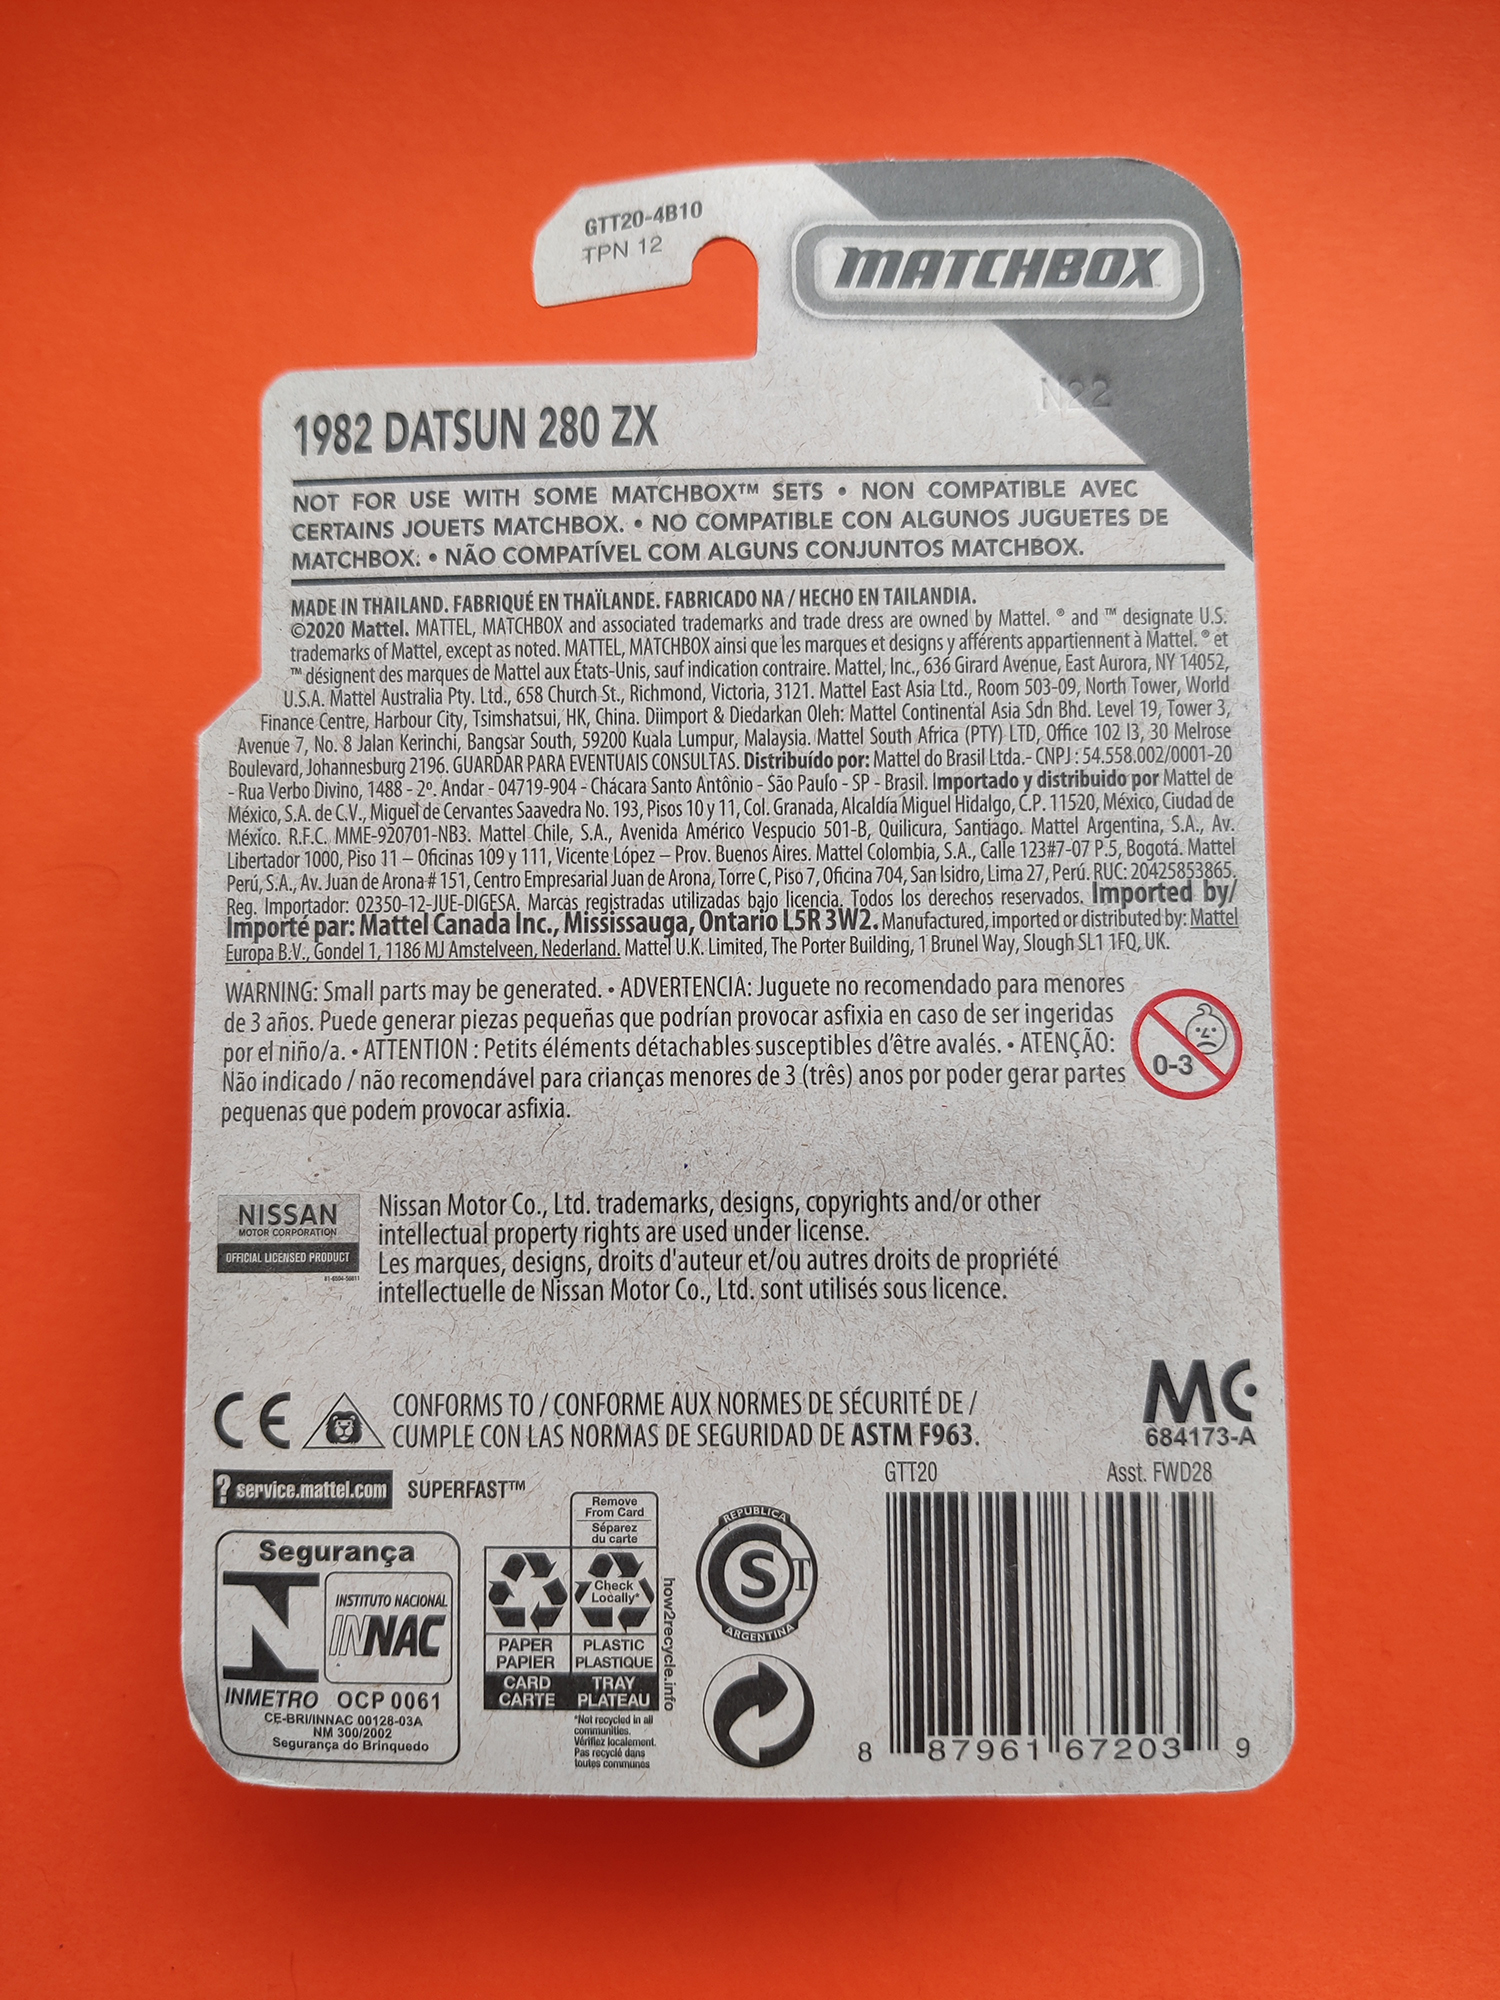 GTT20-4B10
TPN 12
MATCHBOX
N22
1982 DATSUN 280 ZX
NOT FOR USE WITH SOME MATCHBOX™ SETS • NON COMPATIBLE AVEC
CERTAINS JOUETS MATCHBOX. • NO COMPATIBLE CON ALGUNOS JUGUETES DE
MATCHBOX. • NÃO COMPATÍVEL COM ALGUNS CONJUNTOS MATCHBOX.
MADE IN THAILAND. FABRIQUÉ EN THAÏLANDE. FABRICADO NA / HECHO EN TAILANDIA.
©2020 Mattel. MATTEL, MATCHBOX and associated trademarks and trade dress are owned by Mattel. ® and ™ designate U.S.
trademarks of Mattel, except as noted. MATTEL, MATCHBOX ainsi que les marques et designs y afférents appartiennent à Mattel. ® et
™ désignent des marques de Mattel aux États-Unis, sauf indication contraire. Mattel, Inc., 636 Girard Avenue, East Aurora, NY 14052,
U.S.A. Mattel Australia Pty. Ltd., 658 Church St., Richmond, Victoria, 3121. Mattel East Asia Ltd., Room 503-09, North Tower, World
Finance Centre, Harbour City, Tsimshatsui, HK, China. Diimport & Diedarkan Oleh: Mattel Continental Asia Sdn Bhd. Level 19, Tower 3,
Avenue 7, No. 8 Jalan Kerinchi, Bangsar South, 59200 Kuala Lumpur, Malaysia. Mattel South Africa (PTY) LTD, Office 102 I3, 30 Melrose
Boulevard, Johannesburg 2196. GUARDAR PARA EVENTUAIS CONSULTAS. Distribuído por: Mattel do Brasil Ltda.- CNPJ : 54.558.002/0001-20
- Rua Verbo Divino, 1488 - 2º. Andar - 04719-904 - Chácara Santo Antônio - São Paulo - SP - Brasil. Importado y distribuido por Mattel de
México, S.A. de C.V., Miguel de Cervantes Saavedra No. 193, Pisos 10 y 11, Col. Granada, Alcaldía Miguel Hidalgo, C.P. 11520, México, Ciudad de
México. R.F.C. MME-920701-NB3. Mattel Chile, S.A., Avenida Américo Vespucio 501-B, Quilicura, Santiago. Mattel Argentina, S.A., Av.
Libertador 1000, Piso 11 – Oficinas 109 y 111, Vicente López – Prov. Buenos Aires. Mattel Colombia, S.A., Calle 123#7-07 P.5, Bogotá. Mattel
Perú, S.A., Av. Juan de Arona # 151, Centro Empresarial Juan de Arona, Torre C, Piso 7, Oficina 704, San Isidro, Lima 27, Perú. RUC: 20425853865.
Reg. Importador: 02350-12-JUE-DIGESA. Marcas registradas utilizadas bajo licencia. Todos los derechos reservados. Imported by/
Importé par: Mattel Canada Inc., Mississauga, Ontario L5R 3W2. Manufactured, imported or distributed by: Mattel
Europa B.V., Gondel 1, 1186 MJ Amstelveen, Nederland. Mattel U.K. Limited, The Porter Building, 1 Brunel Way, Slough SL1 1FQ, UK.
WARNING: Small parts may be generated. • ADVERTENCIA: Juguete no recomendado para menores
de 3 años. Puede generar piezas pequeñas que podrían provocar asfixia en caso de ser ingeridas
por el niño/a. • ATTENTION : Petits éléments détachables susceptibles d'être avalés. • ATENÇÃO:
Não indicado / não recomendável para crianças menores de 3 (três) anos por poder gerar partes
pequenas que podem provocar asfixia.
0-3
NISSAN
MOTOR CORPORATION
OFFICIAL LICENSED PRODUCT
Nissan Motor Co., Ltd. trademarks, designs, copyrights and/or other
intellectual property rights are used under license.
Les marques, designs, droits d'auteur et/ou autres droits de propriété
intellectuelle de Nissan Motor Co., Ltd. sont utilisés sous licence.
CE
CONFORMS TO / CONFORME AUX NORMES DE SÉCURITÉ DE /
CUMPLE CON LAS NORMAS DE SEGURIDAD DE ASTM F963.
MC
684173-A
? service.mattel.com
SUPERFAST™
GTT20
Asst. FWD28
Segurança
INSTITUTO NACIONAL
INNAC
INMETRO OCP 0061
CE-BRI/INNAC 00128-03A
NM 300/2002
Segurança do Brinquedo
Remove
From Card
Séparez
du carte
Check
Locally*
PAPER
PAPIER
PLASTIC
PLASTIQUE
CARD
CARTE
TRAY
PLATEAU
*Not recycled in all
communities.
Vérifiez localement.
Pas recyclé dans
toutes communes
how2recycle.info
REPUBLICA
S T
ARGENTINA
8 87961 67203 9